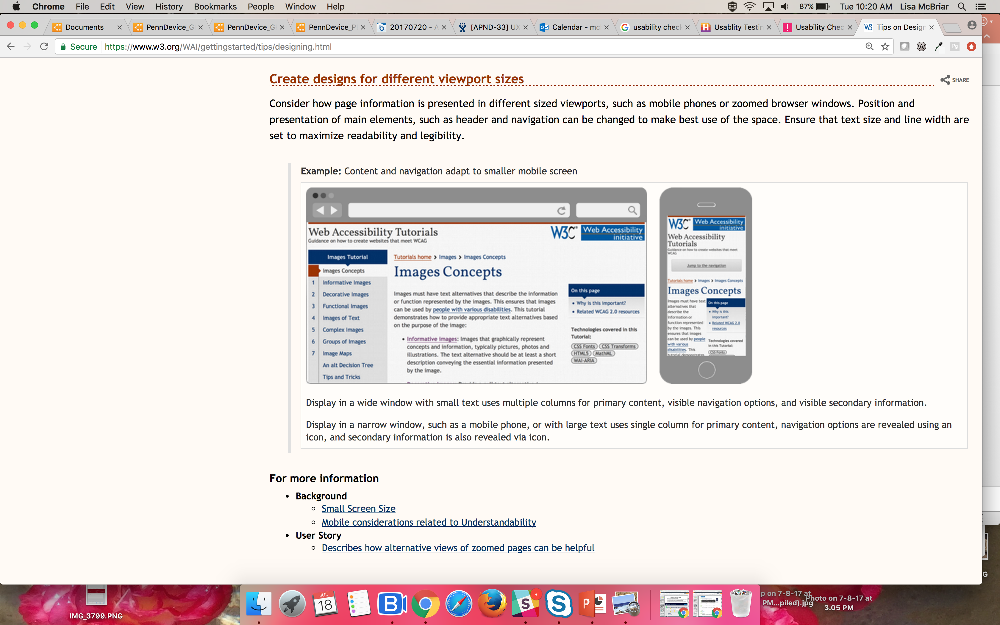 Chrome File Edit View History Bookmarks People Window Help 87% Tue 10:20 AM Lisa McBriar
Documents PennDevice_G PennDevice_G PennDevice_P 20170720 - A [APND-33] UX Calendar - mc usability check Usablity Testin Usability Chec W3 Tips on Design
Secure https://www.w3.org/WAI/gettingstarted/tips/designing.html
Create designs for different viewport sizes
SHARE
Consider how page information is presented in different sized viewports, such as mobile phones or zoomed browser windows. Position and
presentation of main elements, such as header and navigation can be changed to make best use of the space. Ensure that text size and line width are
set to maximize readability and legibility.
Example: Content and navigation adapt to smaller mobile screen
Web Accessibility Tutorials
Guidance on how to create websites that meet WCAG
W3C® Web Accessibility
initiative
Images Tutorial
Images Concepts
1 Informative Images
2 Decorative Images
3 Functional Images
4 Images of Text
5 Complex Images
6 Groups of Images
7 Image Maps
An alt Decision Tree
Tips and Tricks
Tutorials home > Images > Images Concepts
Images Concepts
Images must have text alternatives that describe the information
or function represented by the images. This ensures that images
can be used by people with various disabilities. This tutorial
demonstrates how to provide appropriate text alternatives based
on the purpose of the image:
• Informative images: Images that graphically represent
concepts and information, typically pictures, photos and
illustrations. The text alternative should be at least a short
description conveying the essential information presented
by the image.
On this page
• Why is this important?
• Related WCAG 2.0 resources
Technologies covered in this
Tutorial:
CSS Fonts CSS Transforms
HTML5 MathML
WAI-ARIA
W3C® Web Accessibility
initiative
Web Accessibility
Tutorials
Guidance on how to create websites that meet
WCAG
Jump to the navigation
Tutorials home > Images > Images Concepts
Images Concepts
Images must have text
alternatives that
describe the
information or
function represented
by the images. This
ensures that images
can be used by people
with various
disabilities. This
tutorial demonstrates
On this page
• Why is this
important?
• Related WCAG 2.0
resources
Technologies covered
in this Tutorial:
CSS Fonts
Display in a wide window with small text uses multiple columns for primary content, visible navigation options, and visible secondary information.
Display in a narrow window, such as a mobile phone, or with large text uses single column for primary content, navigation options are revealed using an
icon, and secondary information is also revealed via icon.
For more information
• Background
Small Screen Size
Mobile considerations related to Understandability
• User Story
Describes how alternative views of zoomed pages can be helpful
IMG_3799.PNG
JUL
18
p on 7-8-17 at
PM...piled).jpg
Photo on 7-8-17 at
3.05 PM
G